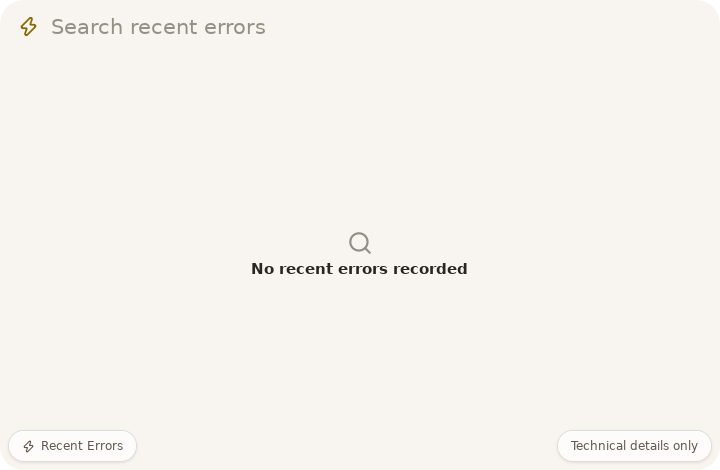 Search recent errors
No recent errors recorded
Recent Errors
Technical details only